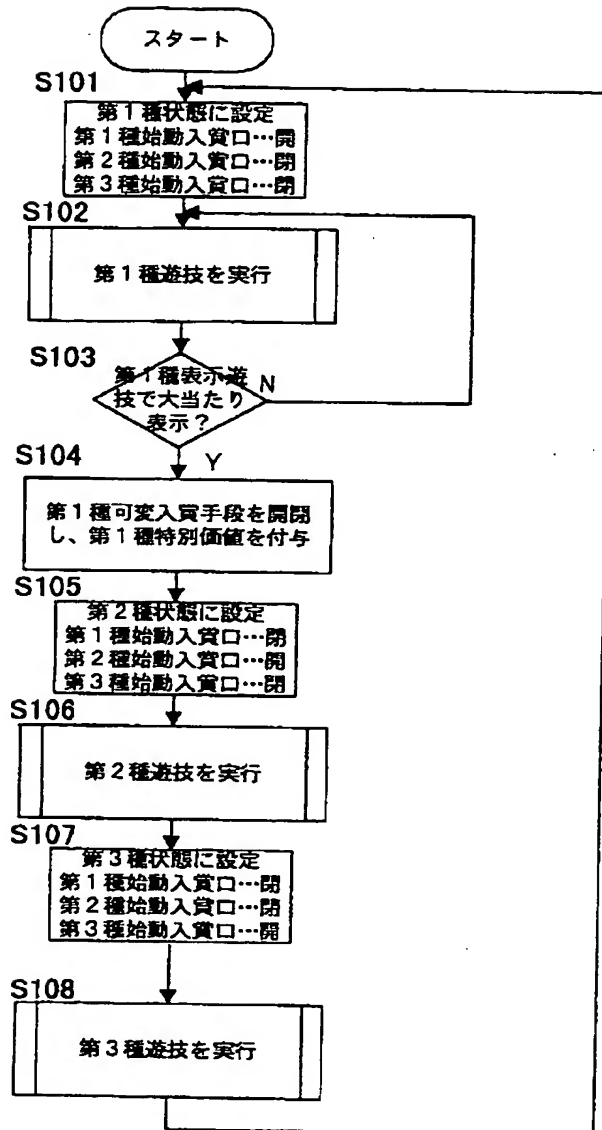 スタート
S101
第1種状態に設定
第1種始動入賞口…開
第2種始動入賞口…閉
第3種始動入賞口…閉
S102
第1種遊技を実行
S103
第1種表示遊
技で大当たり
表示?
N
Y
S104
第1種可変入賞手段を開閉
し、第1種特別価値を付与
S105
第2種状態に設定
第1種始動入賞口…閉
第2種始動入賞口…開
第3種始動入賞口…閉
S106
第2種遊技を実行
S107
第3種状態に設定
第1種始動入賞口…閉
第2種始動入賞口…閉
第3種始動入賞口…開
S108
第3種遊技を実行